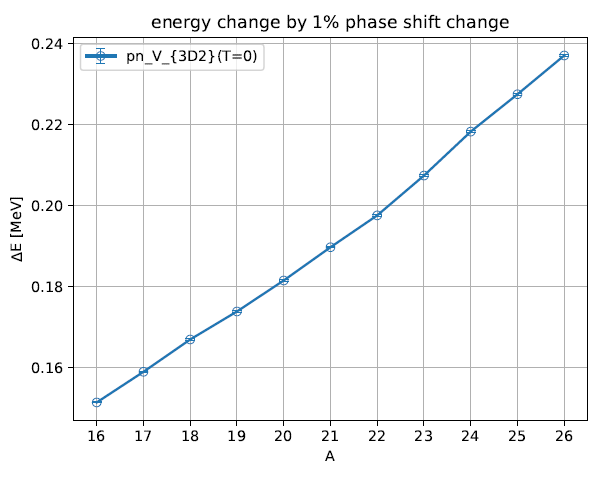 energy change by 1% phase shift change
pn_V_{3D2}(T=0)
ΔE [MeV]
0.24
0.22
0.20
0.18
0.16
16 17 18 19 20 21 22 23 24 25 26
A